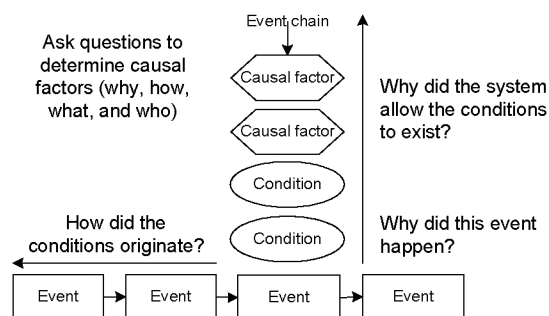 Event chain
Ask questions to
determine causal
factors (why, how,
what, and who)
Causal factor
Why did the system
allow the conditions
to exist?
Causal factor
Condition
How did the
conditions originate?
Condition
Why did this event
happen?
Event
Event
Event
Event